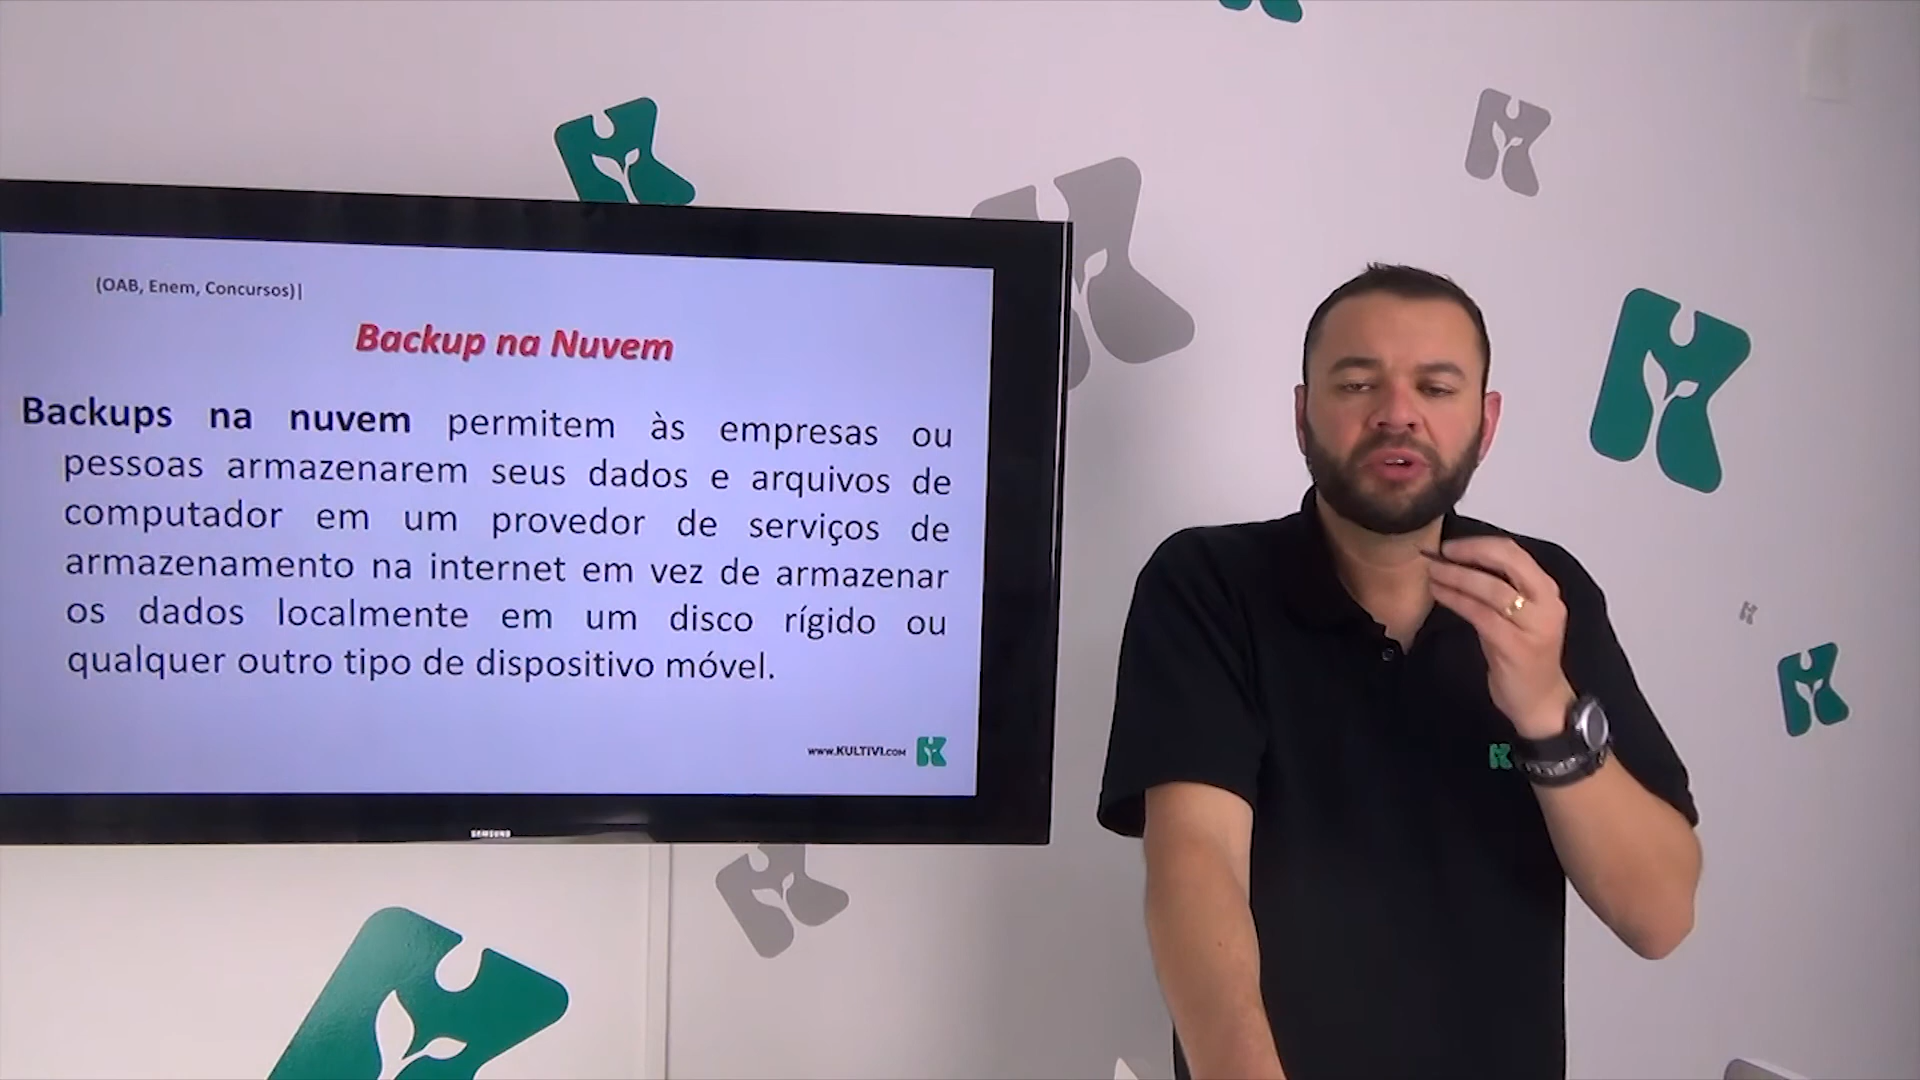 (OAB, Enem, Concursos)|
Backup na Nuvem
Backups na nuvem permitem às empresas ou
pessoas armazenarem seus dados e arquivos de
computador em um provedor de serviços de
armazenamento na internet em vez de armazenar
os dados localmente em um disco rígido ou
qualquer outro tipo de dispositivo móvel.
www.KULTIVI.COM
SAMSUNG